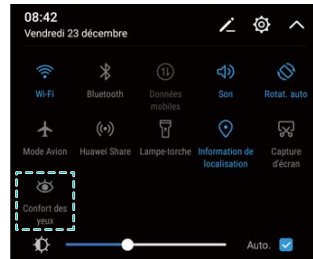 08:42
Vendredi 23 décembre
Wi-Fi
Bluetooth
Données
mobiles
Son
Rotat. auto
Mode Avion
Huawei Share
Lampe-torche
Information de
localisation
Capture
d'écran
Confort des
yeux
Auto.